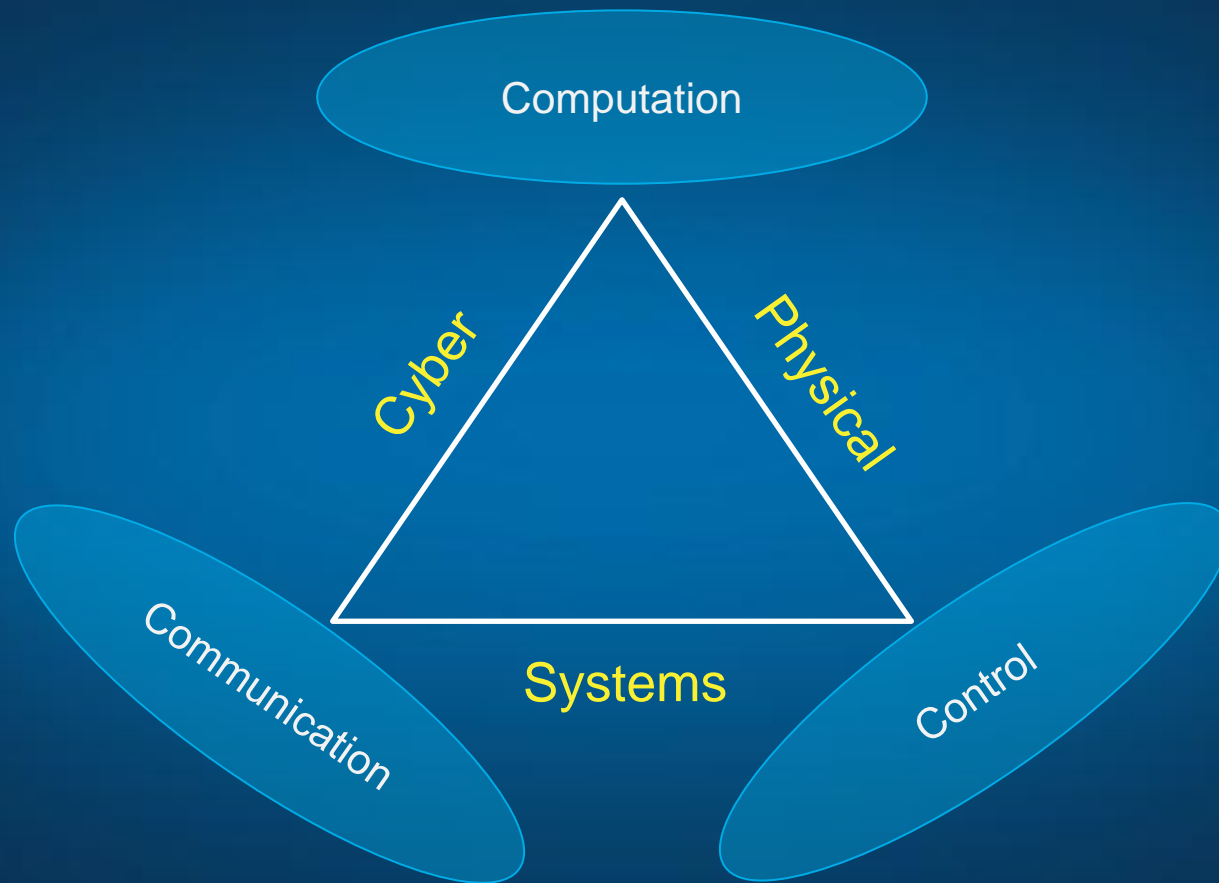 Computation
Cyber
Physical
Communication
Systems
Control